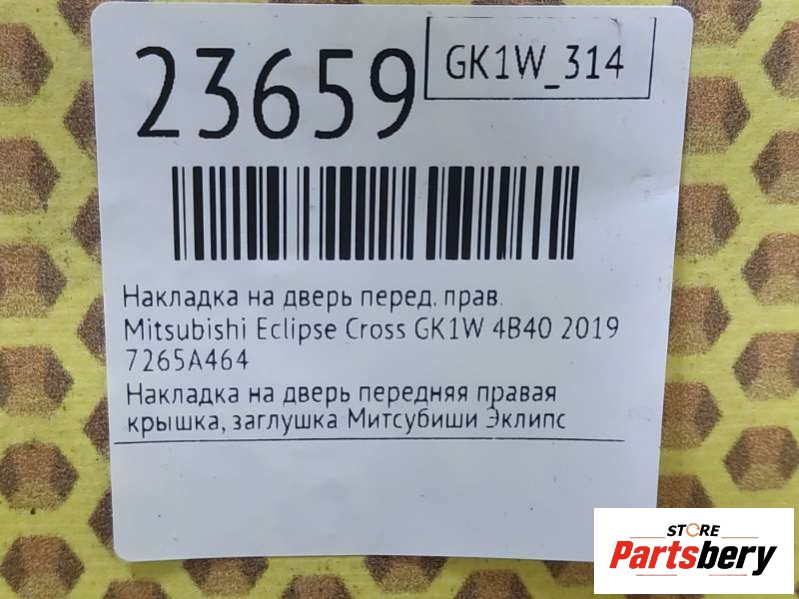 23659
GK1W_314
Накладка на дверь перед. прав.
Mitsubishi Eclipse Cross GK1W 4B40 2019
7265A464
Накладка на дверь передняя правая
крышка, заглушка Митсубиши Эклипс
STORE
Partsbery